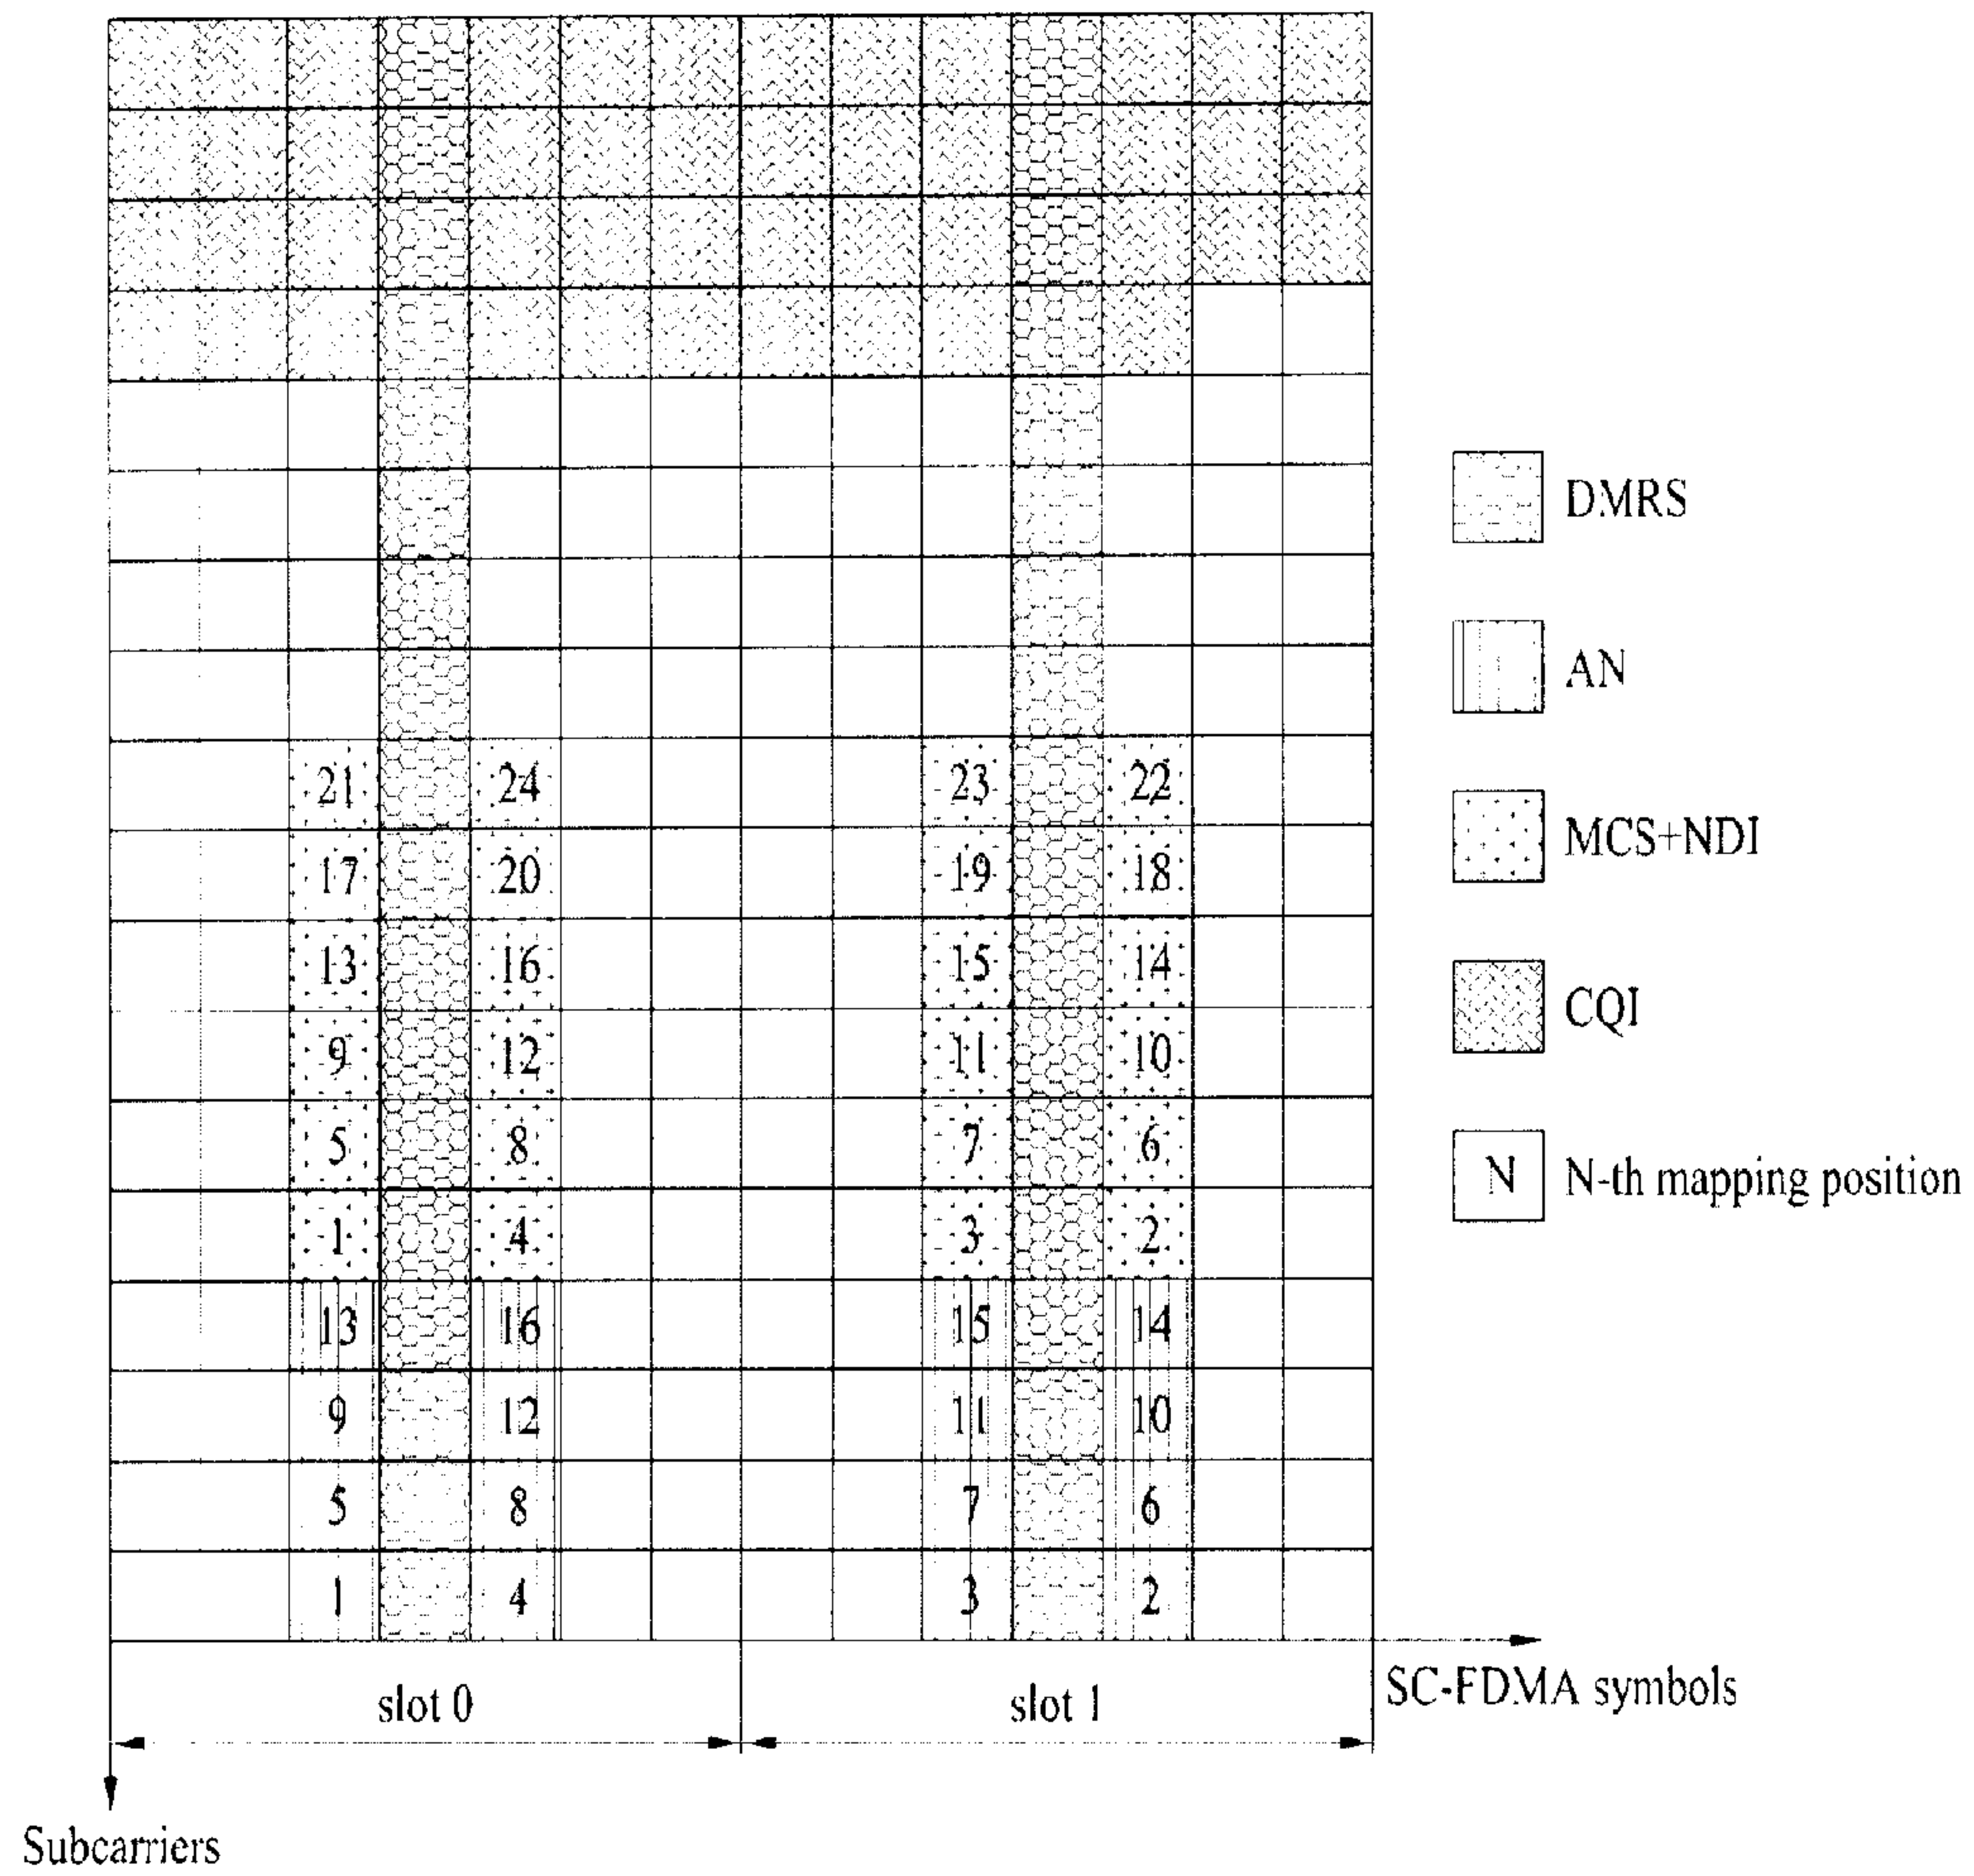 DMRS
AN
21 24 23 22
MCS+NDI
17 20 19 18
13 16 15 14
CQI
9 12 11 10
5 8 7 6
N N-th mapping position
1 4 3 2
13 16 15 14
9 12 11 10
5 8 7 6
1 4 3 2
SC-FDMA symbols
slot 0 slot 1
Subcarriers